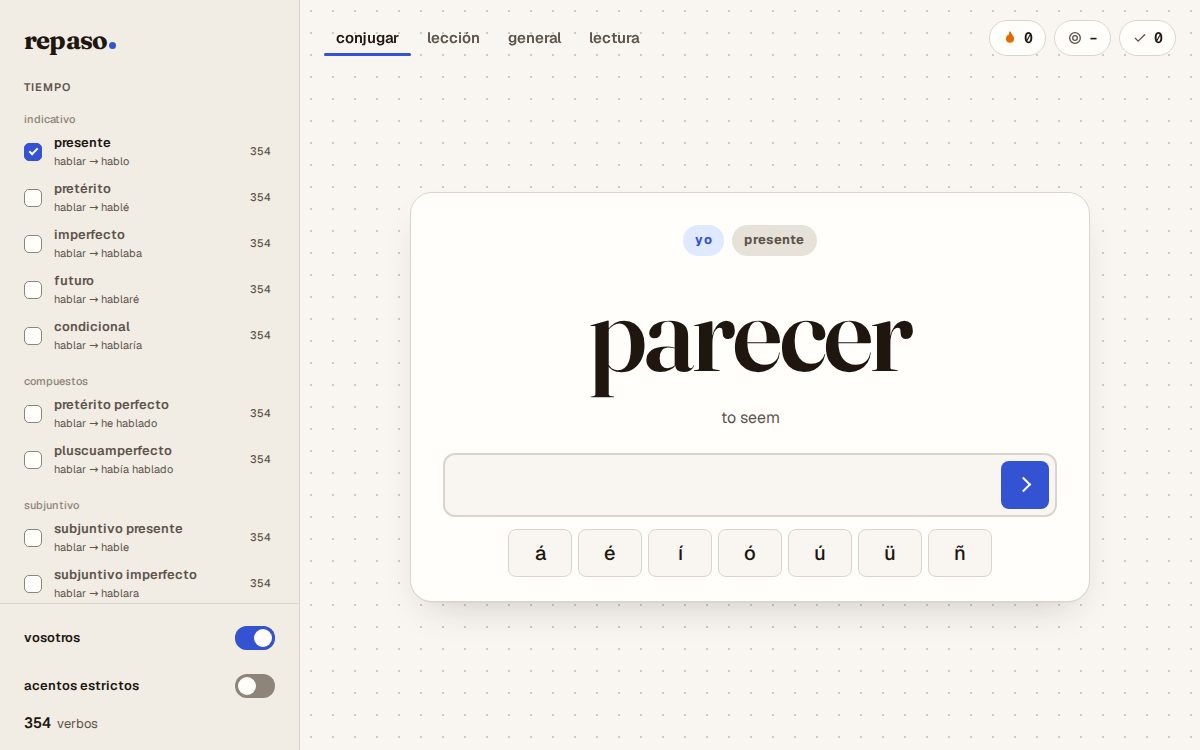 repaso.
TIEMPO
indicativo
presente
hablar → hablo
354
pretérito
hablar → hablé
354
imperfecto
hablar → hablaba
354
futuro
hablar → hablaré
354
condicional
hablar → hablaría
354
compuestos
pretérito perfecto
hablar → he hablado
354
pluscuamperfecto
hablar → había hablado
354
subjuntivo
subjuntivo presente
hablar → hable
354
subjuntivo imperfecto
hablar → hablara
354
vosotros
acentos estrictos
354 verbos
conjugar lección general lectura
0 – 0
yo presente
parecer
to seem
á é í ó ú ü ñ